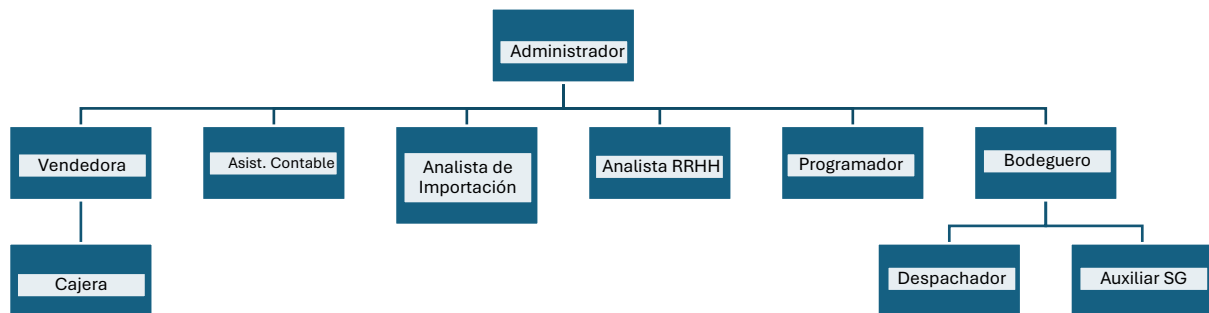 Administrador
Vendedora
Asist. Contable
Analista de
Importación
Analista RRHH
Programador
Bodeguero
Cajera
Despachador
Auxiliar SG